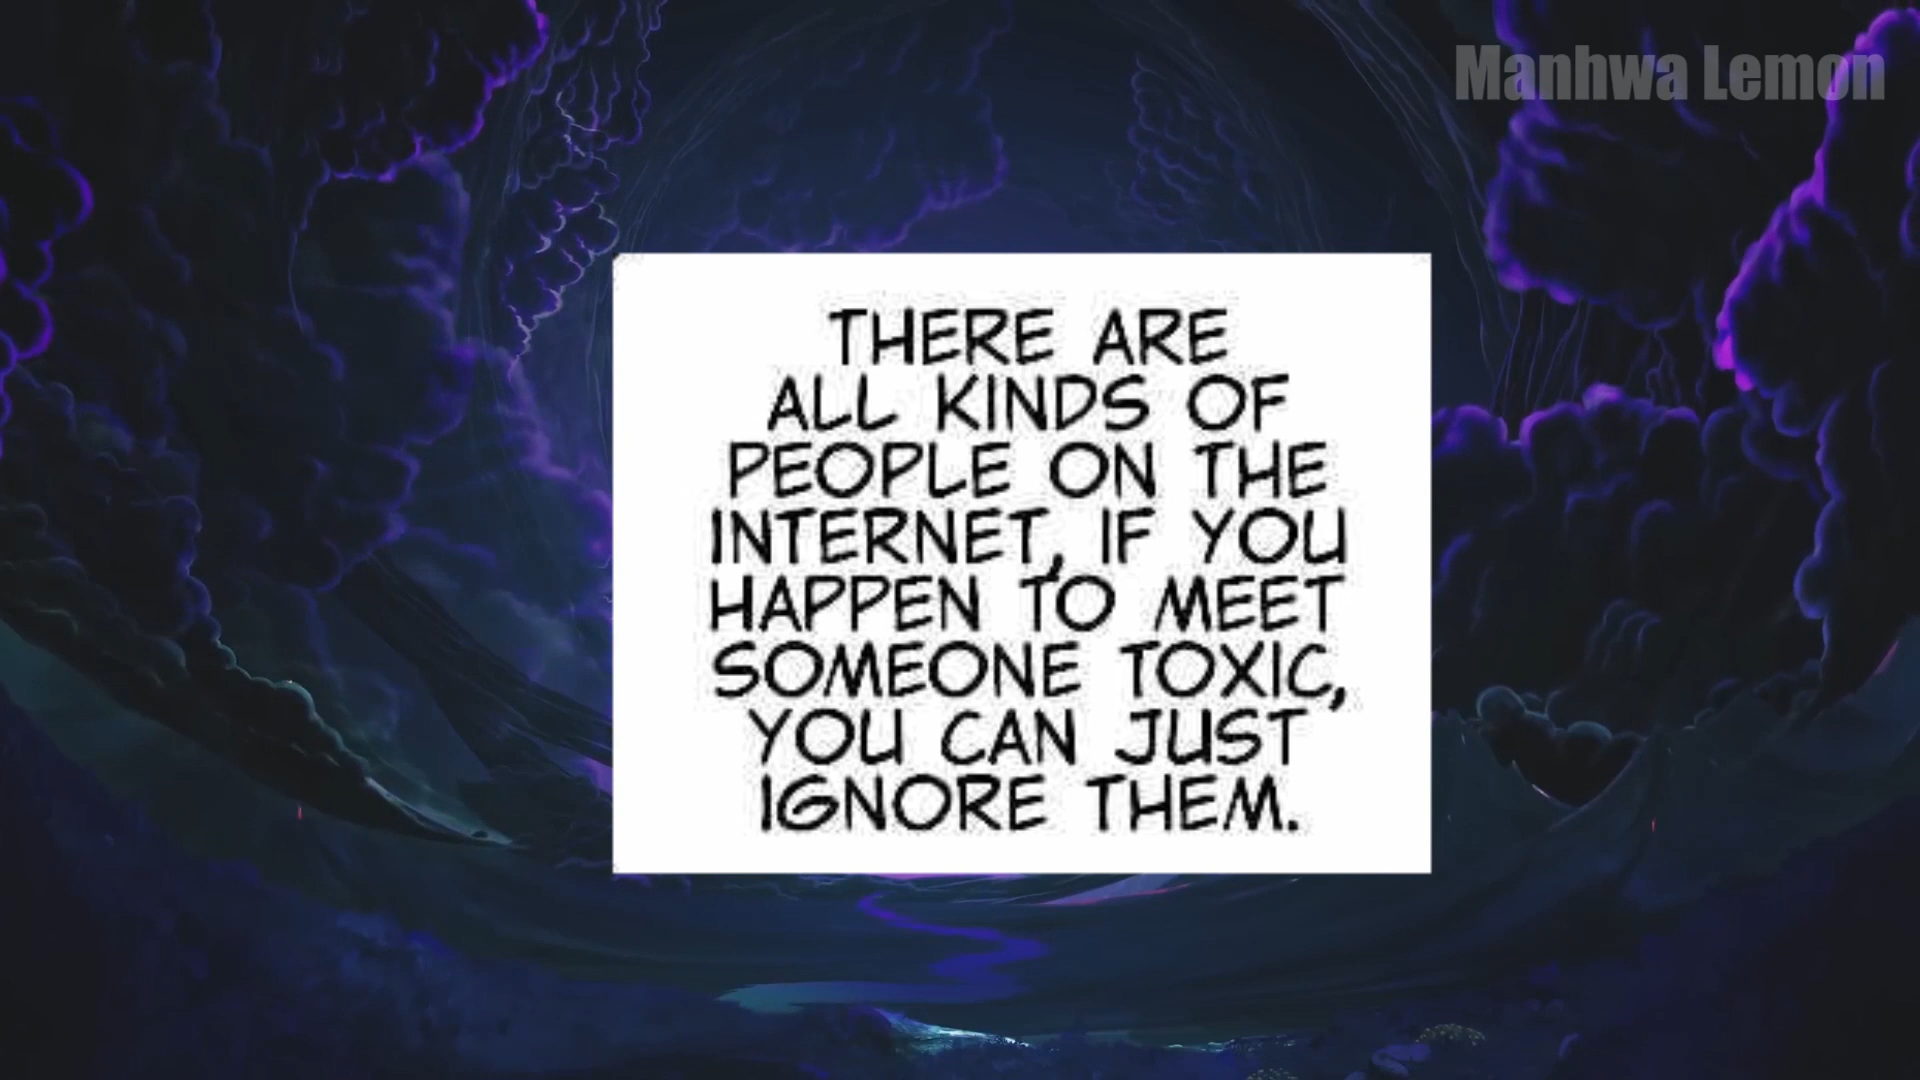 Manhwa Lemon
THERE ARE
ALL KINDS OF
PEOPLE ON THE
INTERNET, IF YOU
HAPPEN TO MEET
SOMEONE TOXIC,
YOU CAN JUST
IGNORE THEM.